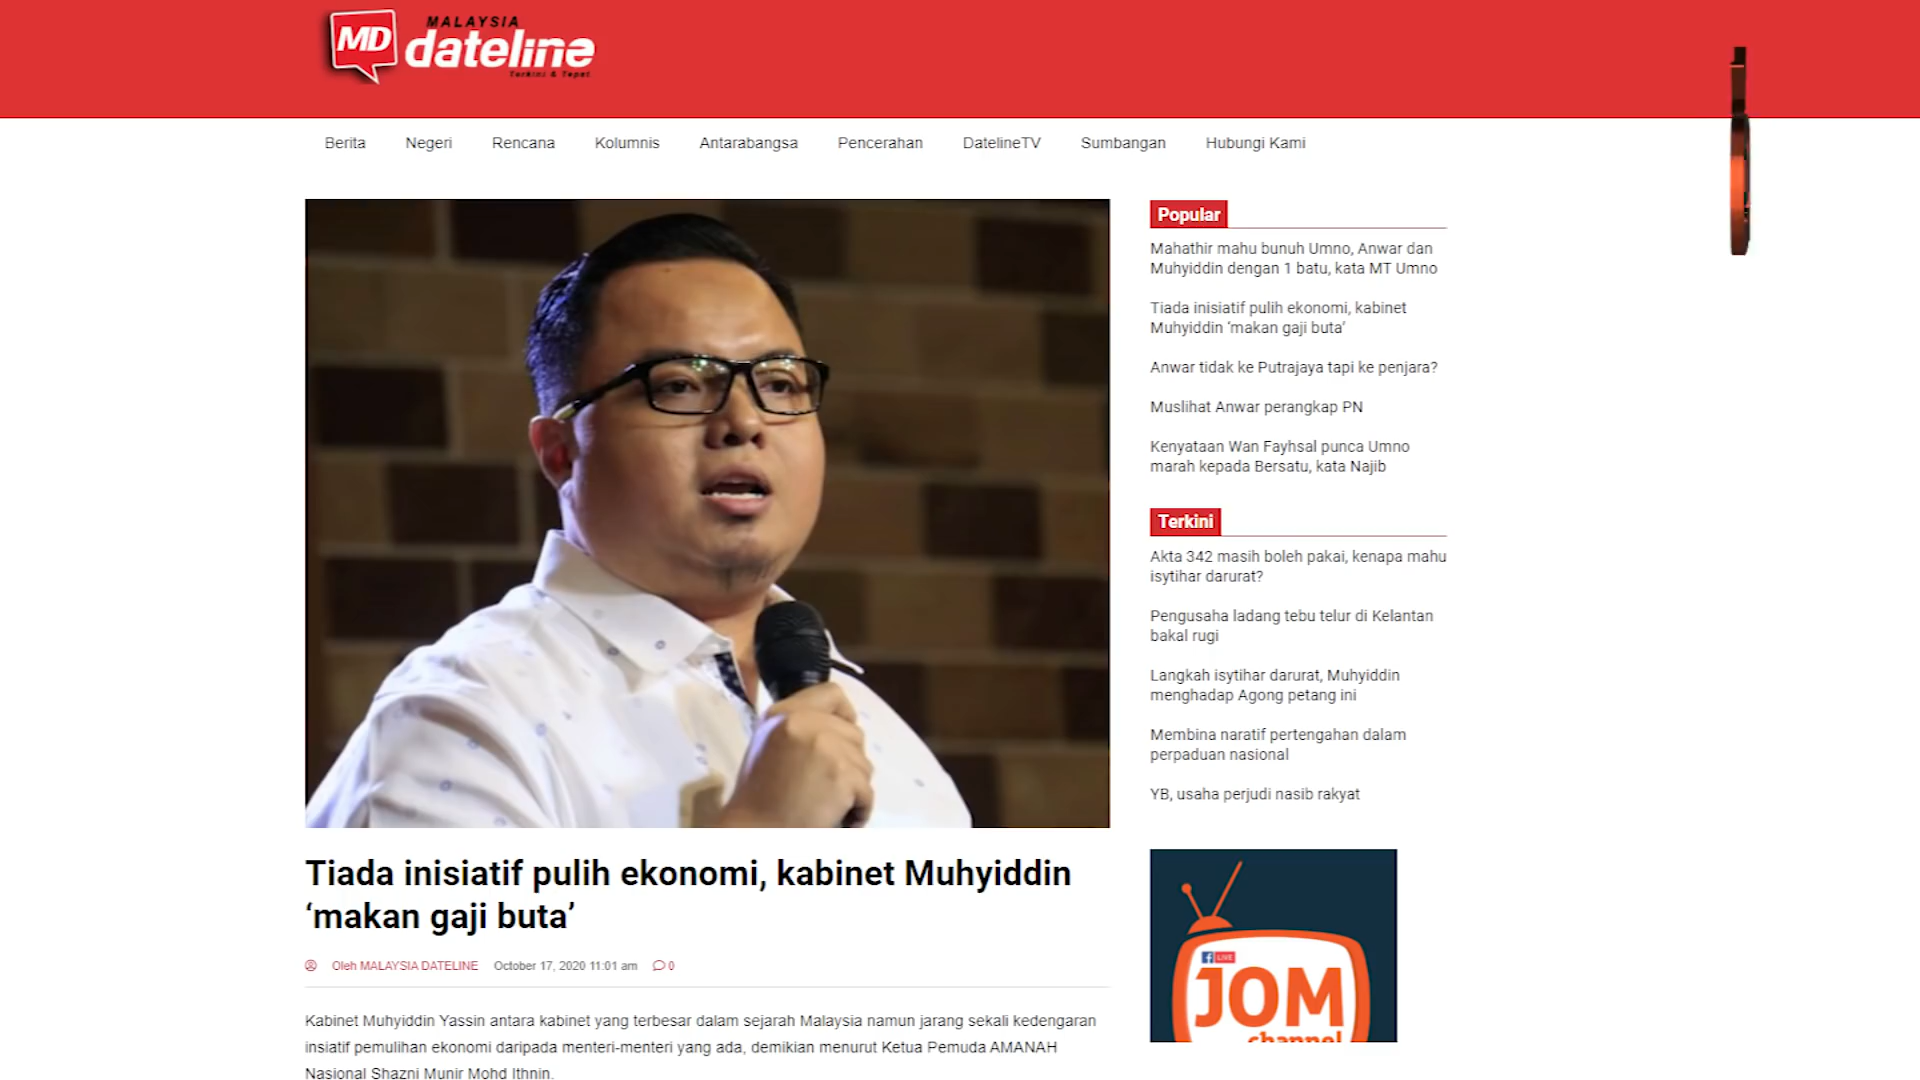 MD
MALAYSIA
dateline
Terkini & Tepat
Berita Negeri Rencana Kolumnis Antarabangsa Pencerahan DatelineTV Sumbangan Hubungi Kami
Tiada inisiatif pulih ekonomi, kabinet Muhyiddin
‘makan gaji buta’
Oleh MALAYSIA DATELINE October 17, 2020 11:01 am 0
Kabinet Muhyiddin Yassin antara kabinet yang terbesar dalam sejarah Malaysia namun jarang sekali kedengaran
insiatif pemulihan ekonomi daripada menteri-menteri yang ada, demikian menurut Ketua Pemuda AMANAH
Nasional Shazni Munir Mohd Ithnin.
Popular
Mahathir mahu bunuh Umno, Anwar dan
Muhyiddin dengan 1 batu, kata MT Umno
Tiada inisiatif pulih ekonomi, kabinet
Muhyiddin ‘makan gaji buta’
Anwar tidak ke Putrajaya tapi ke penjara?
Muslihat Anwar perangkap PN
Kenyataan Wan Fayhsal punca Umno
marah kepada Bersatu, kata Najib
Terkini
Akta 342 masih boleh pakai, kenapa mahu
isytihar darurat?
Pengusaha ladang tebu telur di Kelantan
bakal rugi
Langkah isytihar darurat, Muhyiddin
menghadap Agong petang ini
Membina naratif pertengahan dalam
perpaduan nasional
YB, usaha perjudi nasib rakyat
f LIVE
JOM
channel